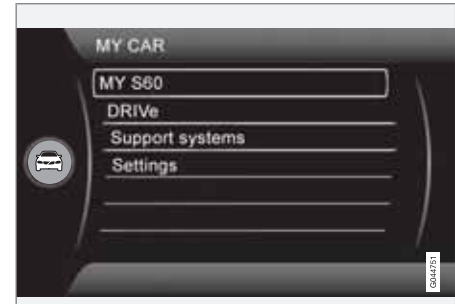 MY CAR
MY S60
DRIVe
Support systems
Settings
G044751